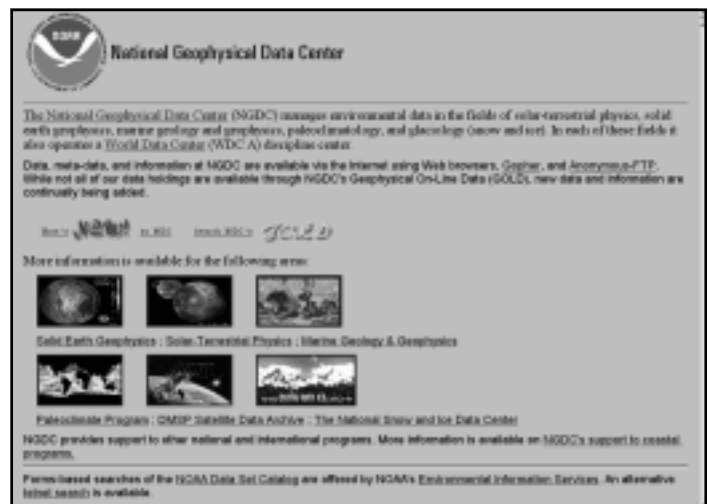 NOAA
National Geophysical Data Center
The National Geophysical Data Center (NGDC) manages environmental data in the fields of solar-terrestrial physics, solid
earth geophysics, marine geology and geophysics, paleoclimatology, and glaciology (snow and ice). In each of these fields it
also operates a World Data Center (WDC A) discipline center.
Data, meta-data, and information at NGDC are available via the Internet using Web browsers, Gopher, and Anonymous-FTP.
While not all of our data holdings are available through NGDC's Geophysical On-Line Data (GOLD), new data and information are
continually being added.
GOLD
More information is available for the following areas:
Solid Earth Geophysics : Solar-Terrestrial Physics : Marine Geology & Geophysics
Paleoclimate Program : DMSP Satellite Data Archive : The National Snow and Ice Data Center
NGDC provides support to other national and international programs. More information is available on NGDC's support to coastal
programs.
Forms-based searches of the NOAA Data Set Catalog are offered by NOAA's Environmental Information Services. An alternative
telnet search is available.